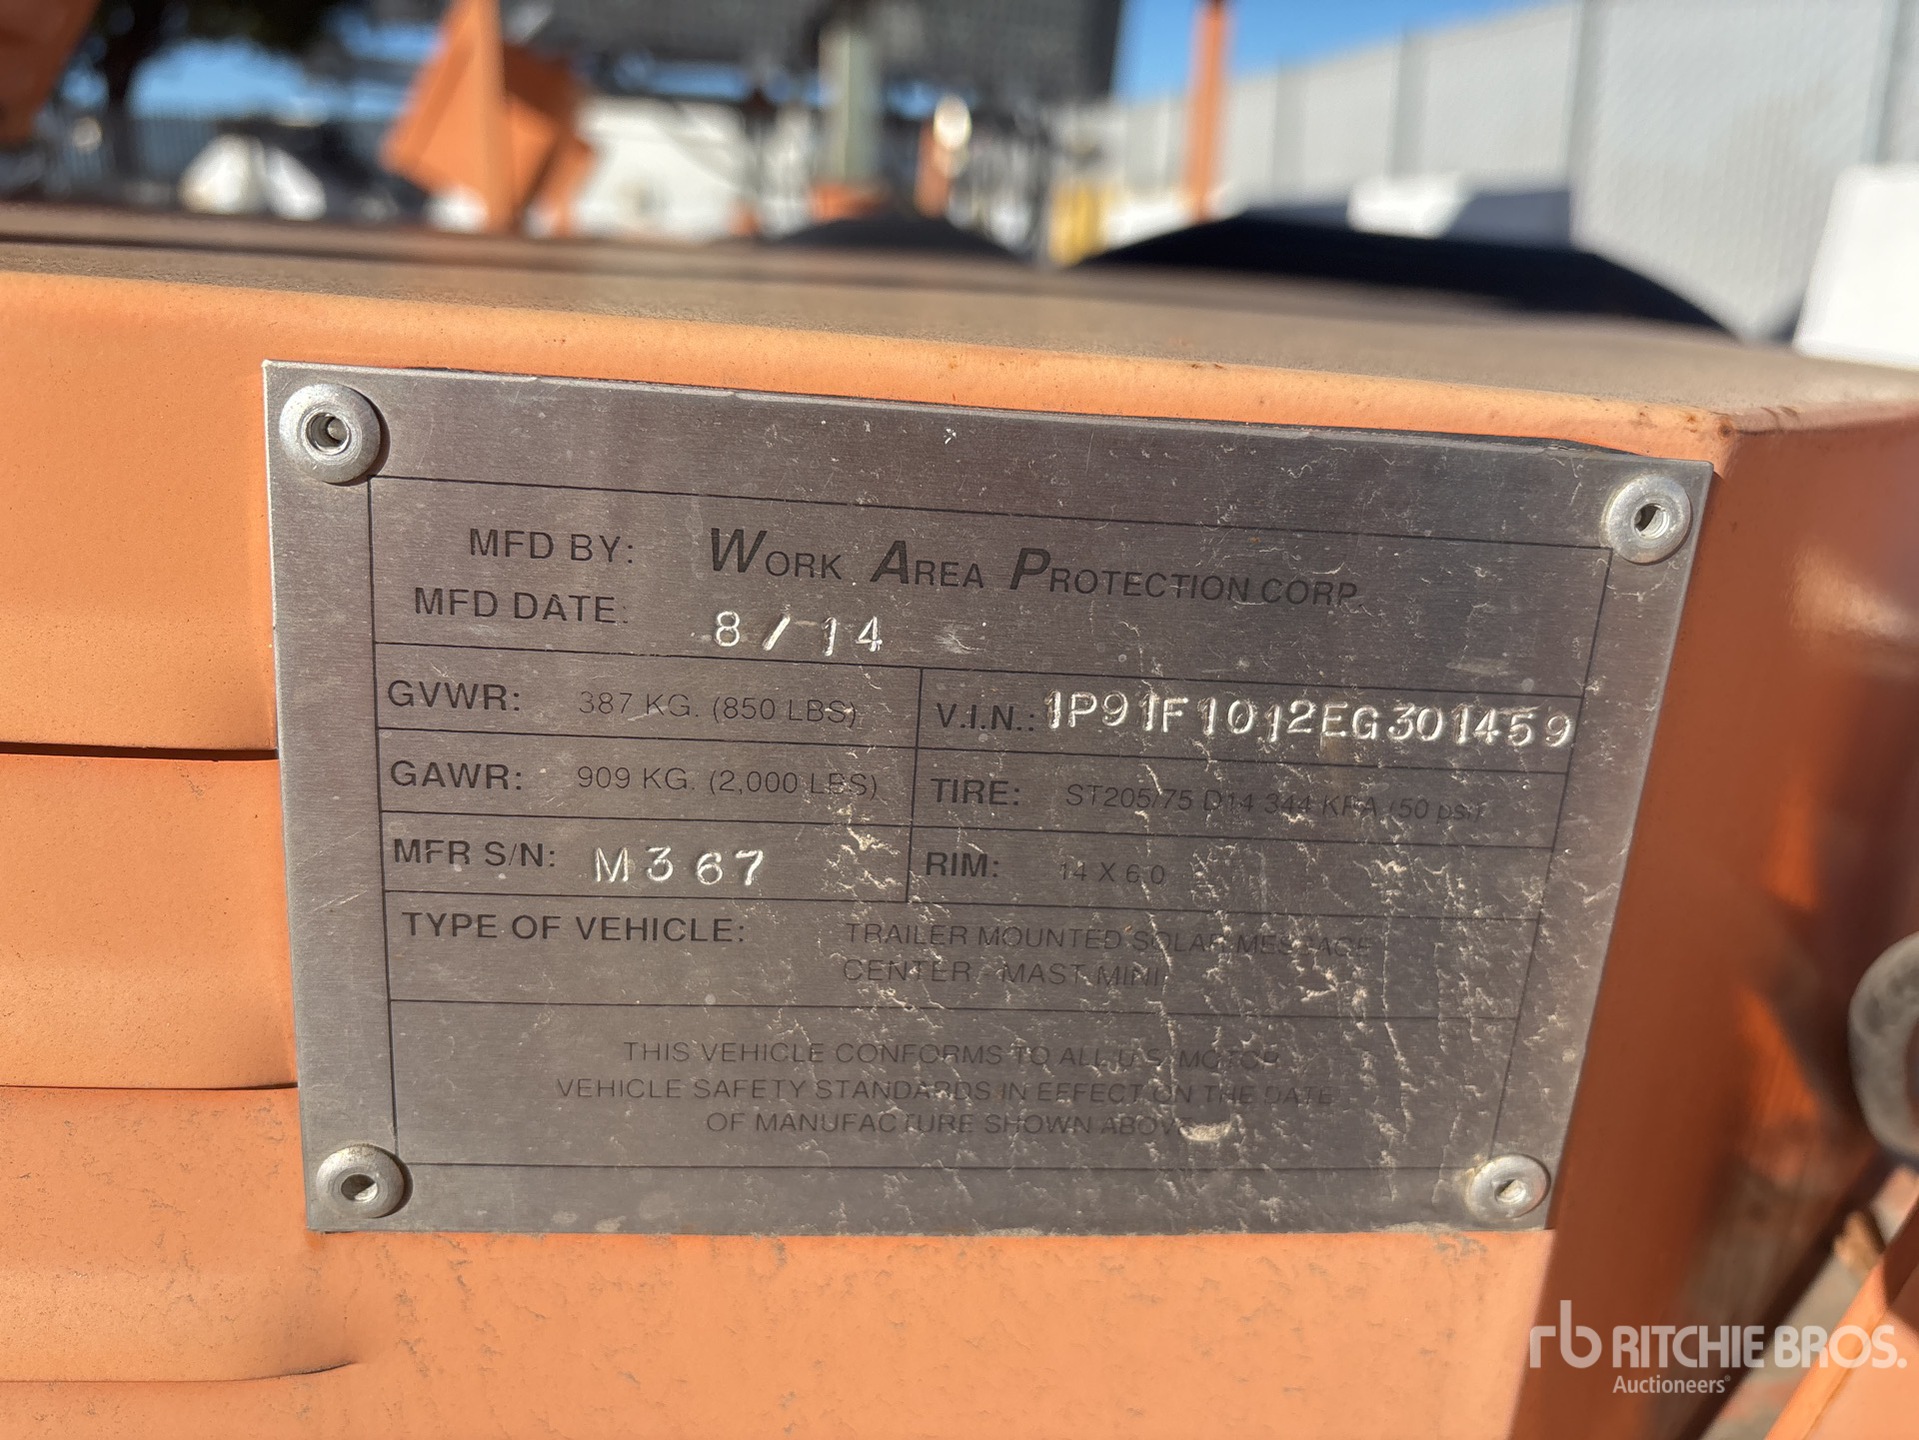 MFD BY: WORK AREA PROTECTION CORP.
MFD DATE: 8/14
GVWR: 387 KG. (850 LBS)
V.I.N.: 1P91F1012EG301459
GAWR: 909 KG. (2,000 LBS)
TIRE: ST205/75 D14 344 KPA (50 psi)
MFR S/N: M367
RIM: 14 X 6.0
TYPE OF VEHICLE: TRAILER MOUNTED SOLAR MESSAGE
CENTER - MAST MINI
THIS VEHICLE CONFORMS TO ALL U.S. MOTOR
VEHICLE SAFETY STANDARDS IN EFFECT ON THE DATE
OF MANUFACTURE SHOWN ABOVE
rb RITCHIE BROS.
Auctioneers